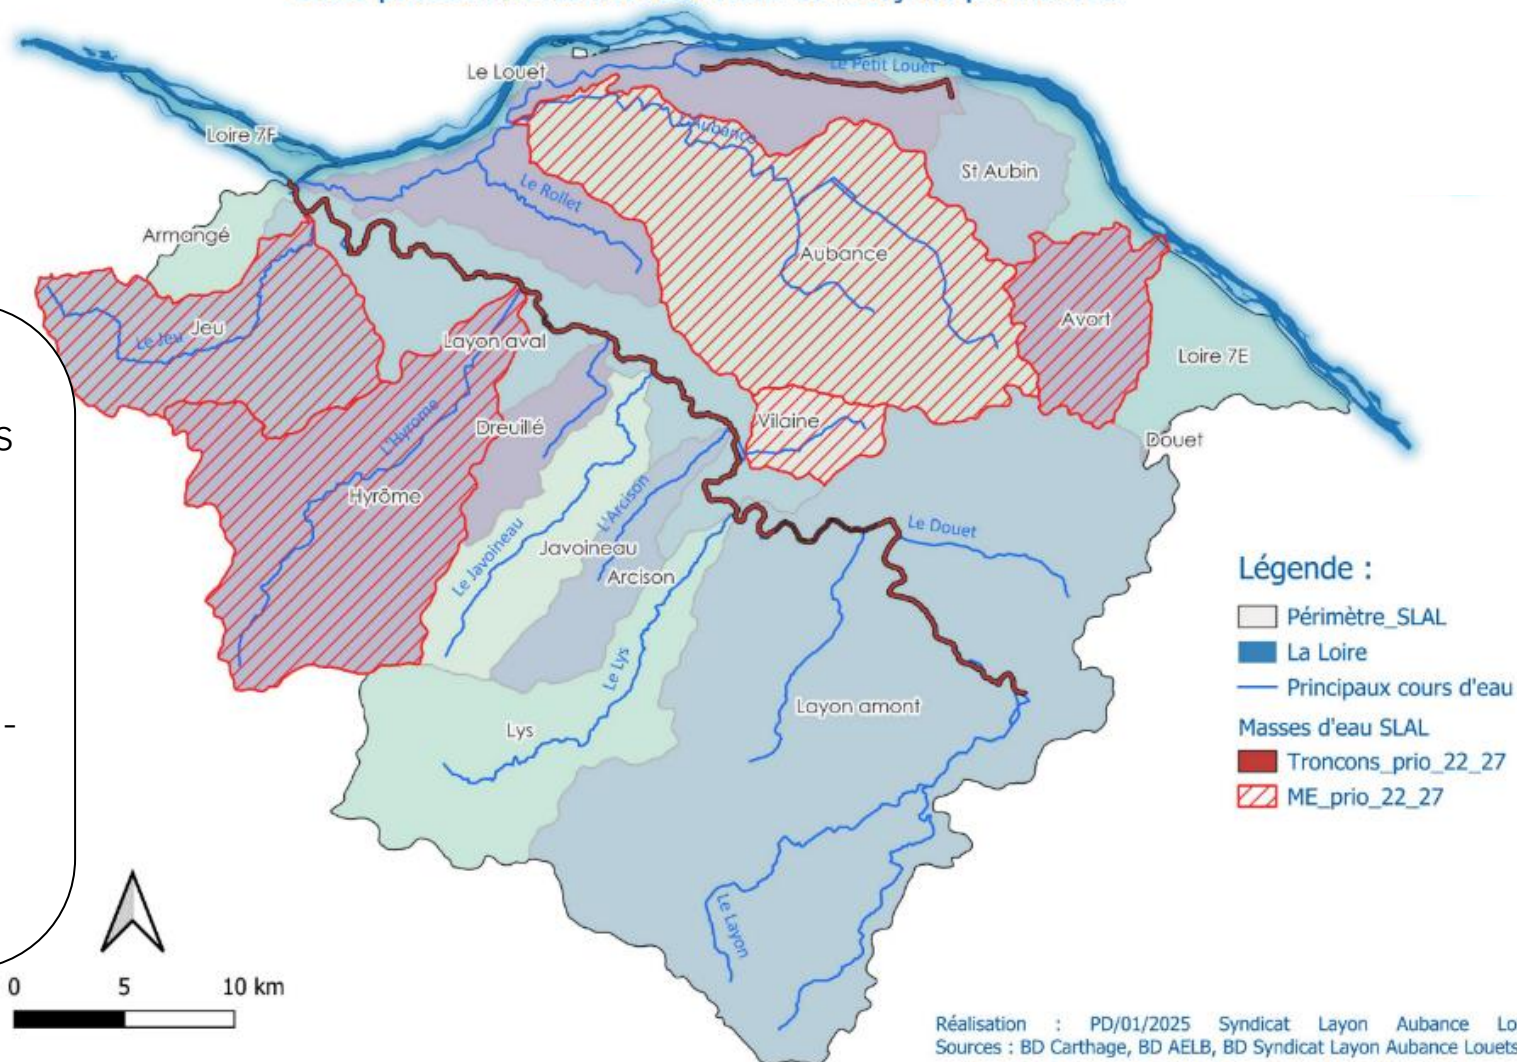 Le Petit Louet
Le Louet
L'Aubance
Loire 7F
St Aubin
Le Rollet
Armangé
Aubance
Avort
Jeu
Le Jeu
Layon aval
Loire 7E
Vilaine
L'Hyrome
Dreuillé
Douet
Hyrôme
L'Arcison
Le Douet
Le Javoineau
Javoineau
Arcison
Le Lys
Layon amont
Lys
Le Layon
S
-
Légende :
Périmètre_SLAL
La Loire
Principaux cours d'eau
Masses d'eau SLAL
Troncons_prio_22_27
ME_prio_22_27
0 5 10 km
Réalisation : PD/01/2025 Syndicat Layon Aubance Lo
Sources : BD Carthage, BD AELB, BD Syndicat Layon Aubance Louets